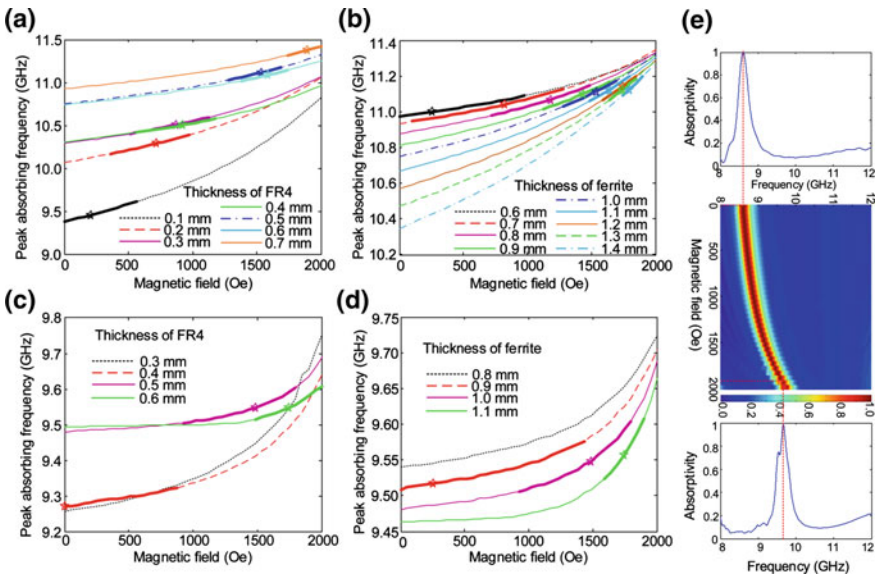 (a)
Peak absorbing frequency (GHz)
11.5
11.0
10.5
10.0
9.5
9.0
0 500 1000 1500 2000
Magnetic field (Oe)
Thickness of FR4
0.1 mm
0.2 mm
0.3 mm
0.4 mm
0.5 mm
0.6 mm
0.7 mm
(b)
Peak absorbing frequency (GHz)
11.4
11.2
11.0
10.8
10.6
10.4
10.2
0 500 1000 1500 2000
Magnetic field (Oe)
Thickness of ferrite
0.6 mm
0.7 mm
0.8 mm
0.9 mm
1.0 mm
1.1 mm
1.2 mm
1.3 mm
1.4 mm
(c)
Peak absorbing frequency (GHz)
9.8
9.7
9.6
9.5
9.4
9.3
9.2
0 500 1000 1500 2000
Magnetic field (Oe)
Thickness of FR4
0.3 mm
0.4 mm
0.5 mm
0.6 mm
(d)
Peak absorbing frequency (GHz)
9.75
9.70
9.65
9.60
9.55
9.50
9.45
0 500 1000 1500 2000
Magnetic field (Oe)
Thickness of ferrite
0.8 mm
0.9 mm
1.0 mm
1.1 mm
(e)
Absorptivity
1
0.8
0.6
0.4
0.2
0
8 9 10 11 12
Frequency (GHz)
8 9 10 11 12
0
500
1000
1500
2000
Magnetic field (Oe)
0.0 0.2 0.4 0.6 0.8 1.0
Absorptivity
1
0.8
0.6
0.4
0.2
0
8 9 10 11 12
Frequency (GHz)